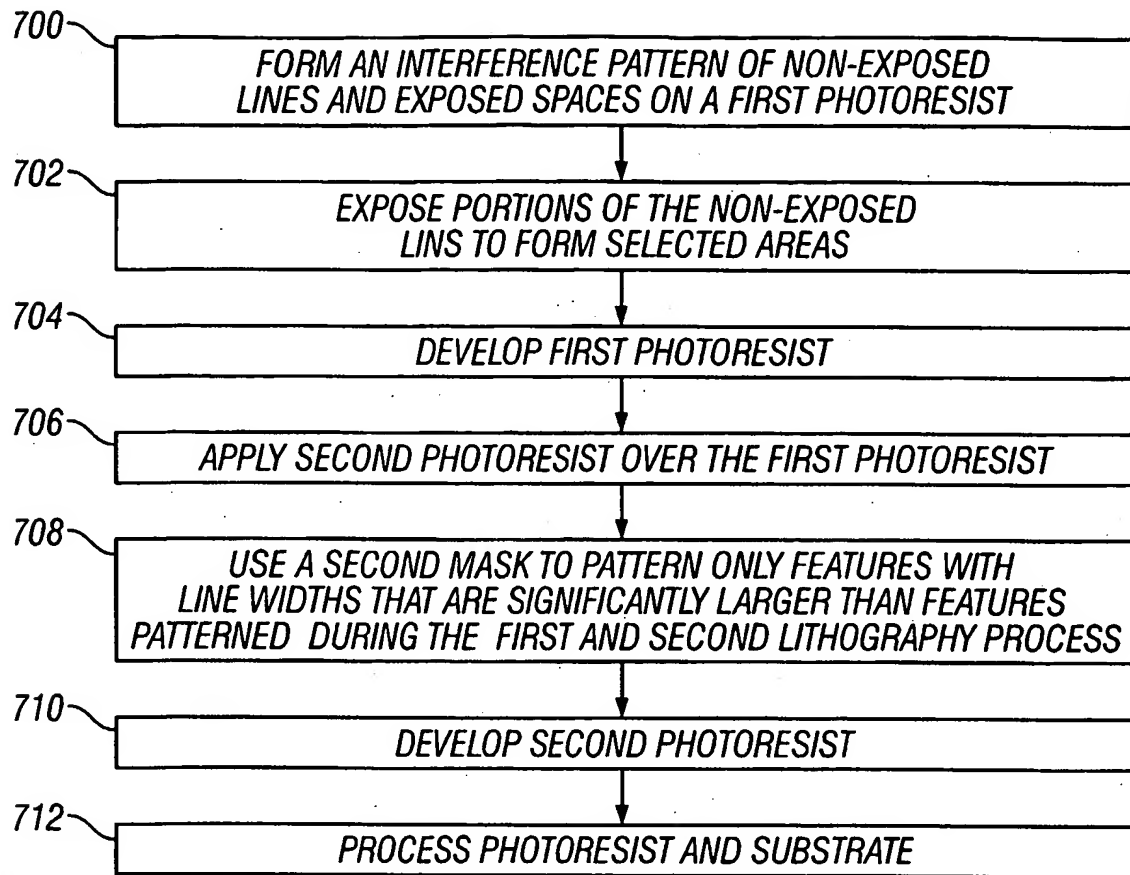 700
FORM AN INTERFERENCE PATTERN OF NON-EXPOSED
LINES AND EXPOSED SPACES ON A FIRST PHOTORESIST
702
EXPOSE PORTIONS OF THE NON-EXPOSED
LINS TO FORM SELECTED AREAS
704
DEVELOP FIRST PHOTORESIST
706
APPLY SECOND PHOTORESIST OVER THE FIRST PHOTORESIST
708
USE A SECOND MASK TO PATTERN ONLY FEATURES WITH
LINE WIDTHS THAT ARE SIGNIFICANTLY LARGER THAN FEATURES
PATTERNED DURING THE FIRST AND SECOND LITHOGRAPHY PROCESS
710
DEVELOP SECOND PHOTORESIST
712
PROCESS PHOTORESIST AND SUBSTRATE